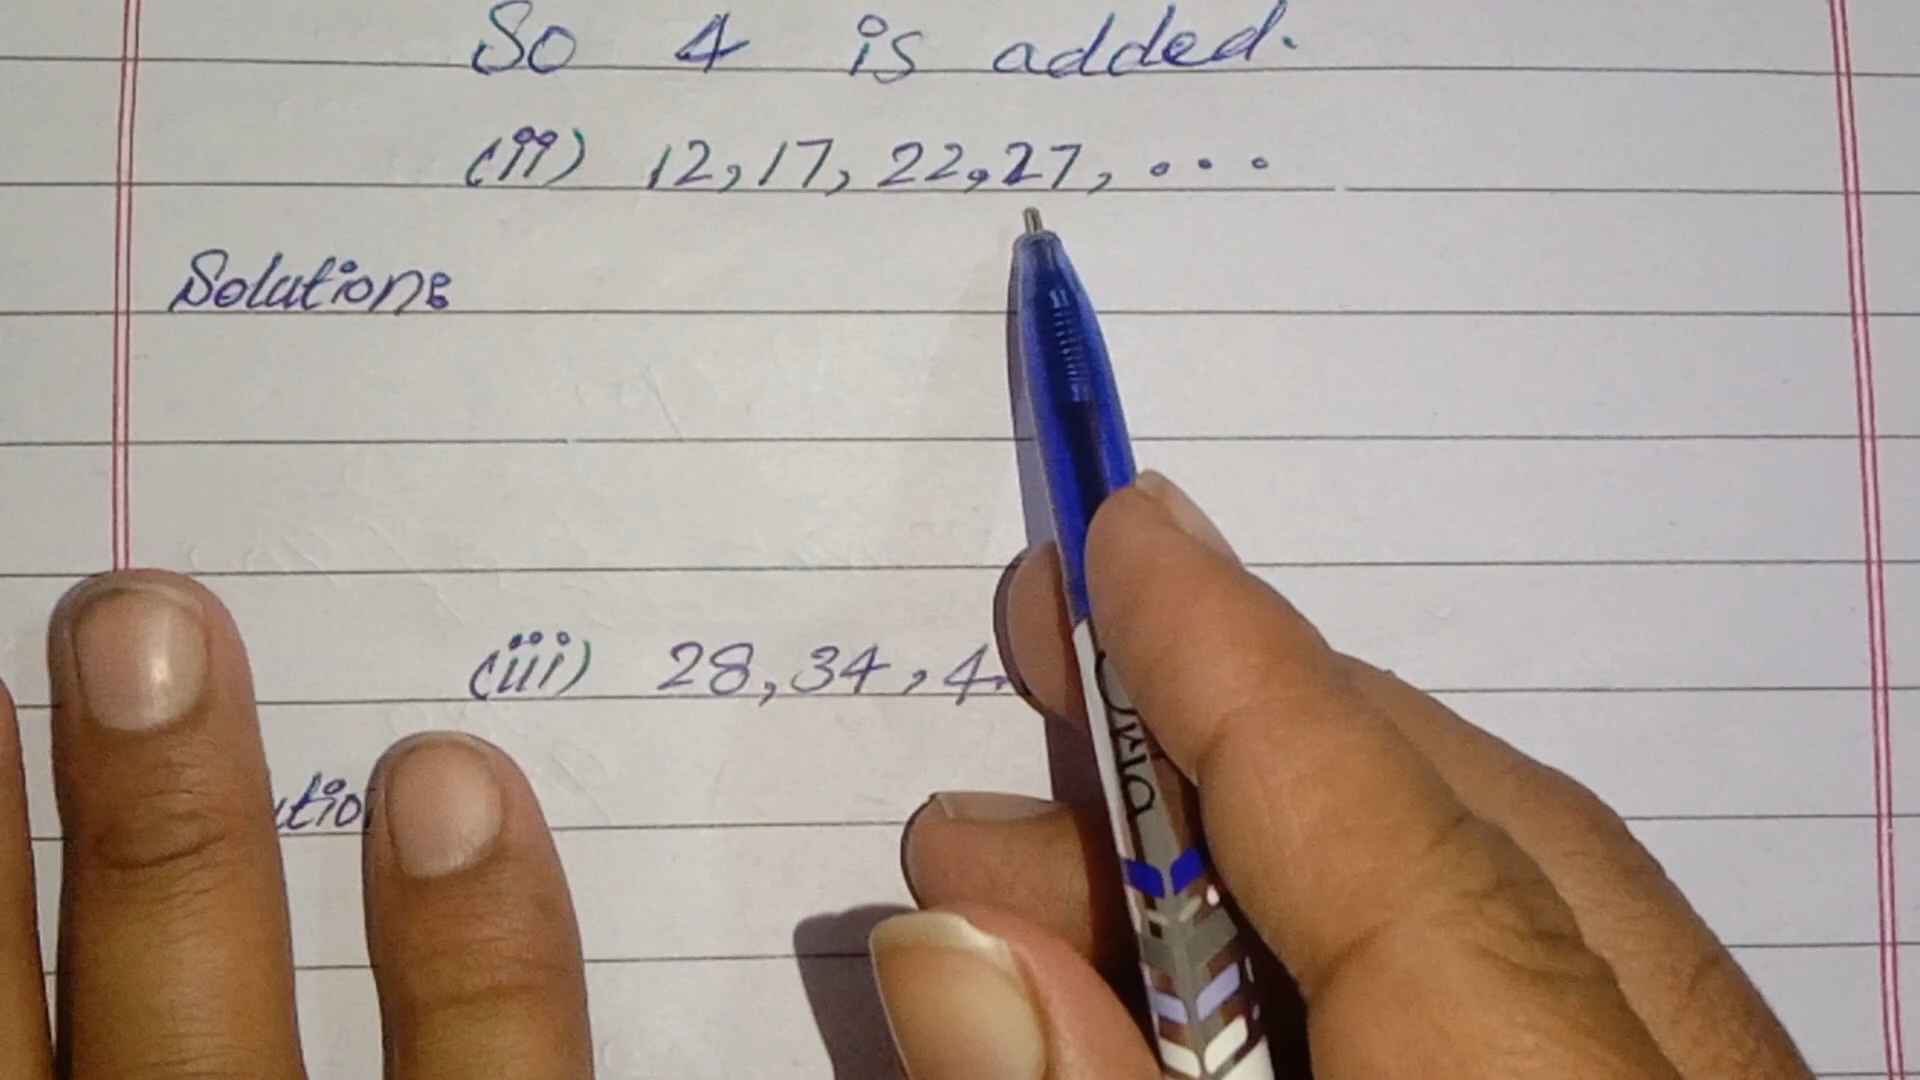 So 4 is added.
(ii) 12, 17, 22, 27, ...
Solution:
(iii) 28, 34, 4